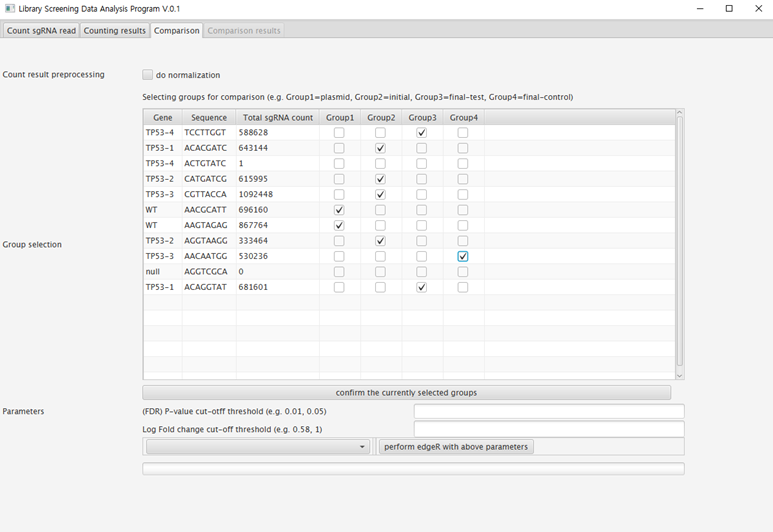 Library Screening Data Analysis Program V.0.1
Count sgRNA read Counting results Comparison Comparison results
Count result preprocessing do normalization
Selecting groups for comparison (e.g. Group1=plasmid, Group2=initial, Group3=final-test, Group4=final-control)
Gene Sequence Total sgRNA count Group1 Group2 Group3 Group4
TP53-4 TCCTTGGT 588628
TP53-1 ACACGATC 643144
TP53-4 ACTGTATC 1
TP53-2 CATGATCG 615995
TP53-3 CGTTACCA 1092448
WT AACGCATT 696160
WT AAGTAGAG 867764
TP53-2 AGGTAAGG 333464
Group selection
TP53-3 AACAATGG 530236
null AGGTCGCA 0
TP53-1 ACAGGTAT 681601
confirm the currently selected groups
Parameters (FDR) P-value cut-otff threshold (e.g. 0.01, 0.05)
Log Fold change cut-off threshold (e.g. 0.58, 1)
perform edgeR with above parameters